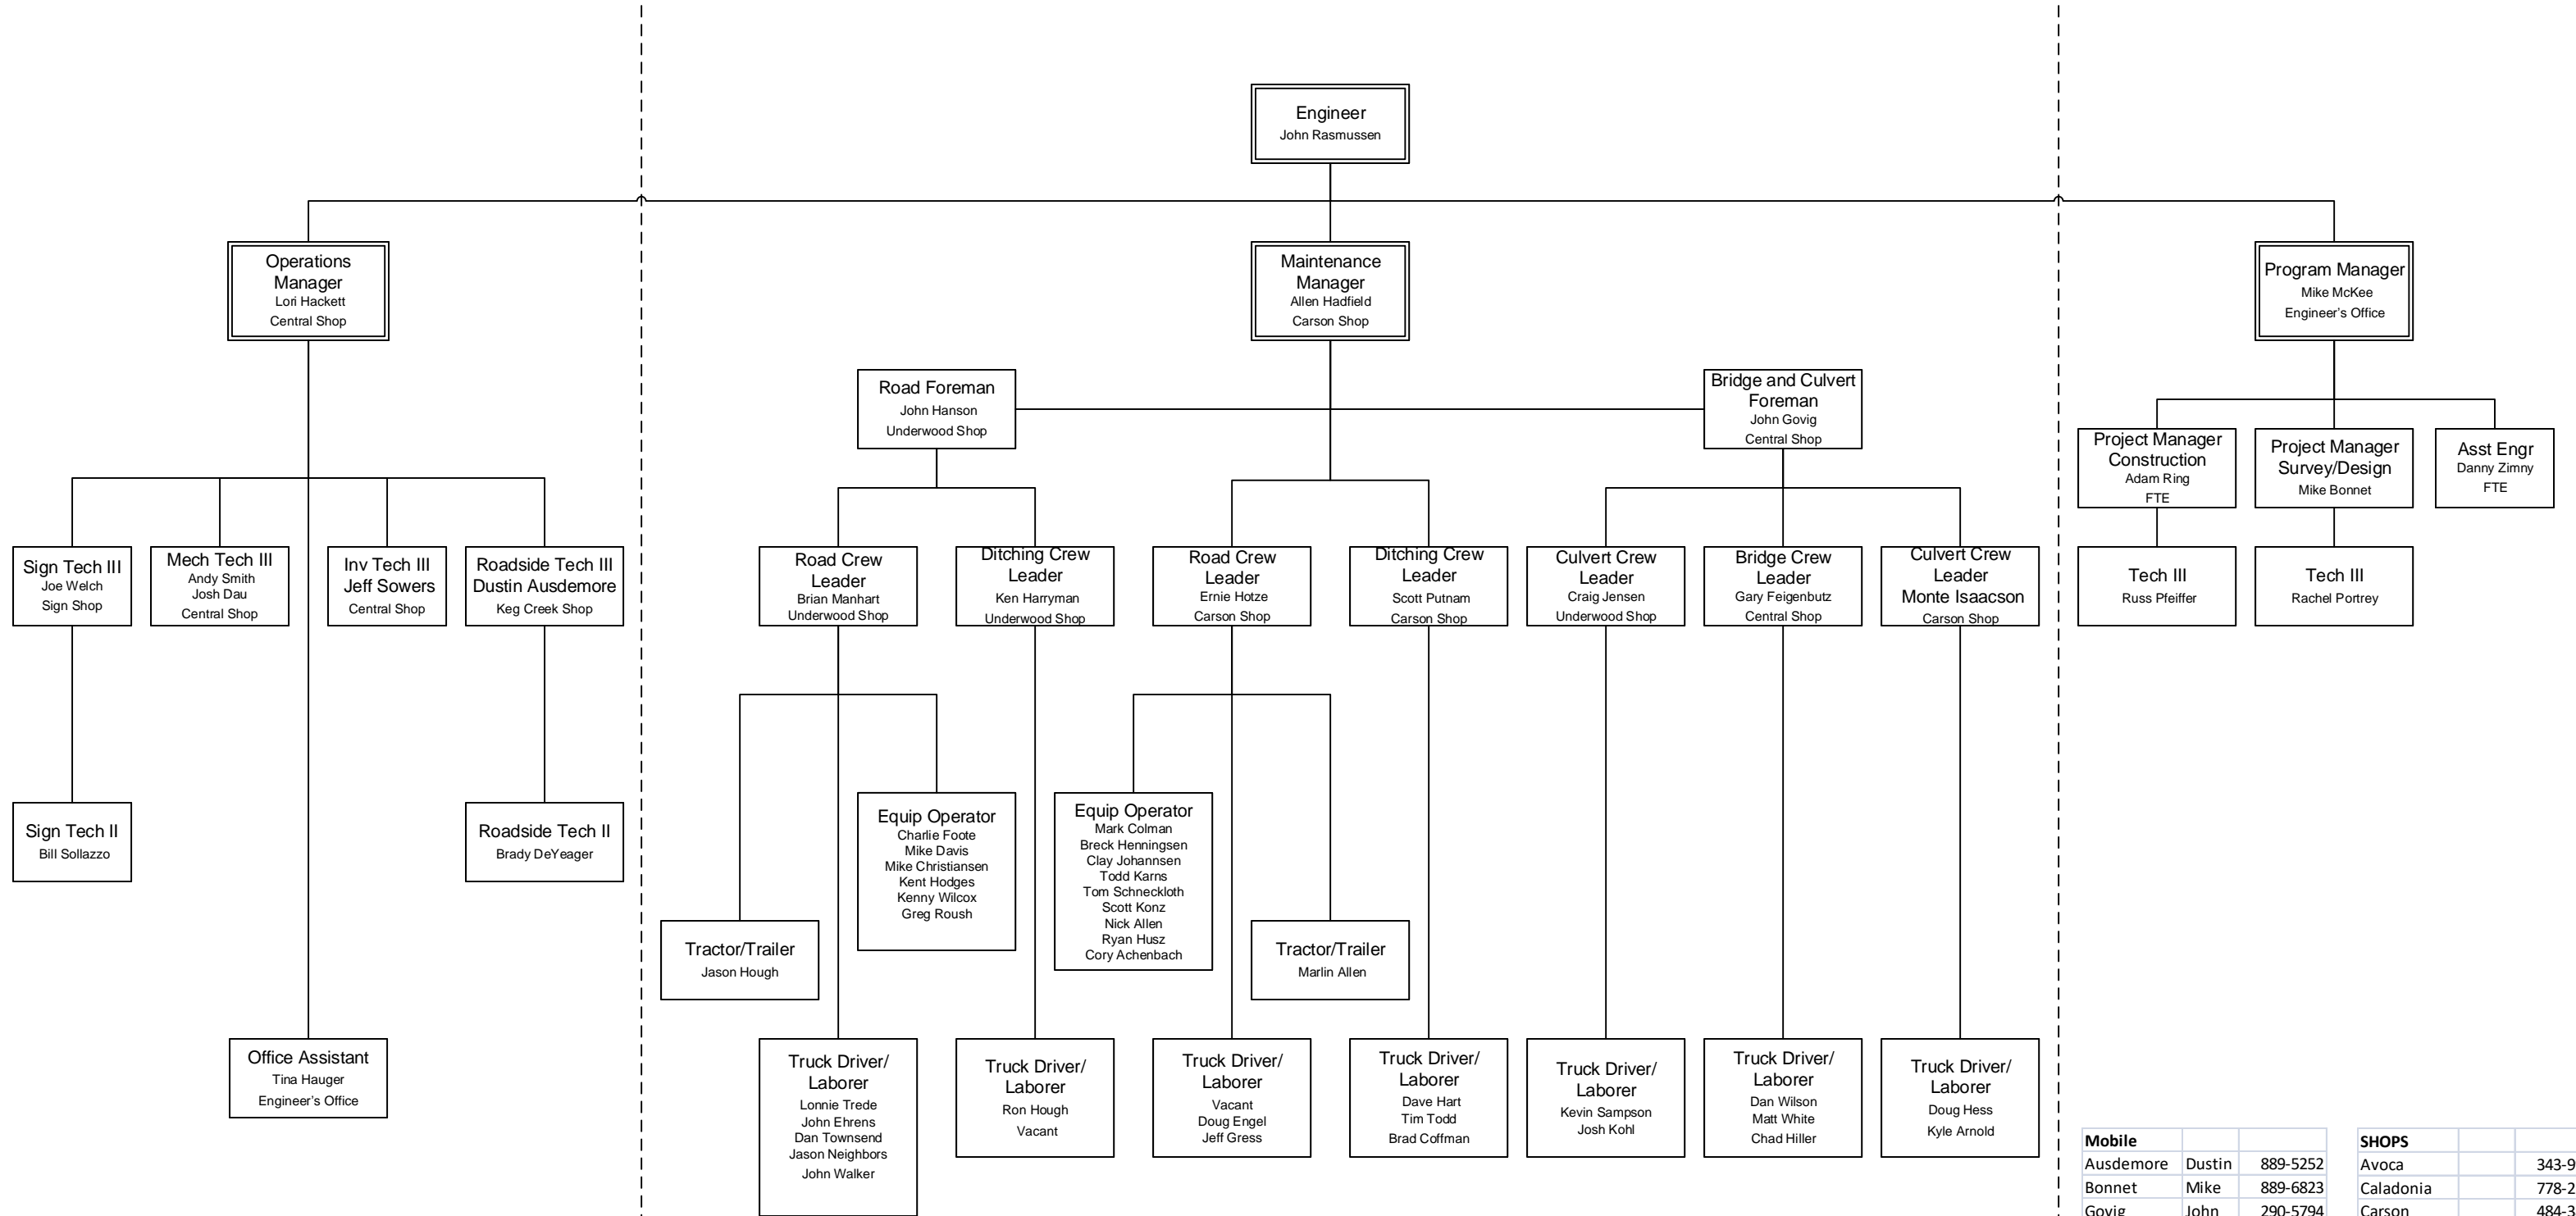 Engineer
John Rasmussen
Operations
Manager
Lori Hackett
Central Shop
Maintenance
Manager
Allen Hadfield
Carson Shop
Program Manager
Mike McKee
Engineer’s Office
Road Foreman
John Hanson
Underwood Shop
Bridge and Culvert
Foreman
John Govig
Central Shop
Project Manager
Construction
Adam Ring
FTE
Project Manager
Survey/Design
Mike Bonnet
Asst Engr
Danny Zimny
FTE
Sign Tech III
Joe Welch
Sign Shop
Mech Tech III
Andy Smith
Josh Dau
Central Shop
Inv Tech III
Jeff Sowers
Central Shop
Roadside Tech III
Dustin Ausdemore
Keg Creek Shop
Road Crew
Leader
Brian Manhart
Underwood Shop
Ditching Crew
Leader
Ken Harryman
Underwood Shop
Road Crew
Leader
Ernie Hotze
Carson Shop
Ditching Crew
Leader
Scott Putnam
Carson Shop
Culvert Crew
Leader
Craig Jensen
Underwood Shop
Bridge Crew
Leader
Gary Feigenbutz
Central Shop
Culvert Crew
Leader
Monte Isaacson
Carson Shop
Tech III
Russ Pfeiffer
Tech III
Rachel Portrey
Sign Tech II
Bill Sollazzo
Roadside Tech II
Brady DeYeager
Equip Operator
Charlie Foote
Mike Davis
Mike Christiansen
Kent Hodges
Kenny Wilcox
Greg Roush
Equip Operator
Mark Colman
Breck Henningsen
Clay Johannsen
Todd Karns
Tom Schneckloth
Scott Konz
Nick Allen
Ryan Husz
Cory Achenbach
Tractor/Trailer
Jason Hough
Tractor/Trailer
Marlin Allen
Office Assistant
Tina Hauger
Engineer’s Office
Truck Driver/
Laborer
Lonnie Trede
John Ehrens
Dan Townsend
Jason Neighbors
John Walker
Truck Driver/
Laborer
Ron Hough
Vacant
Truck Driver/
Laborer
Vacant
Doug Engel
Jeff Gress
Truck Driver/
Laborer
Dave Hart
Tim Todd
Brad Coffman
Truck Driver/
Laborer
Kevin Sampson
Josh Kohl
Truck Driver/
Laborer
Dan Wilson
Matt White
Chad Hiller
Truck Driver/
Laborer
Doug Hess
Kyle Arnold
Mobile
Ausdemore Dustin 889-5252
Bonnet Mike 889-6823
Govig John 290-5794
SHOPS
Avoca 343-9
Caladonia 778-2
Carson 484-3